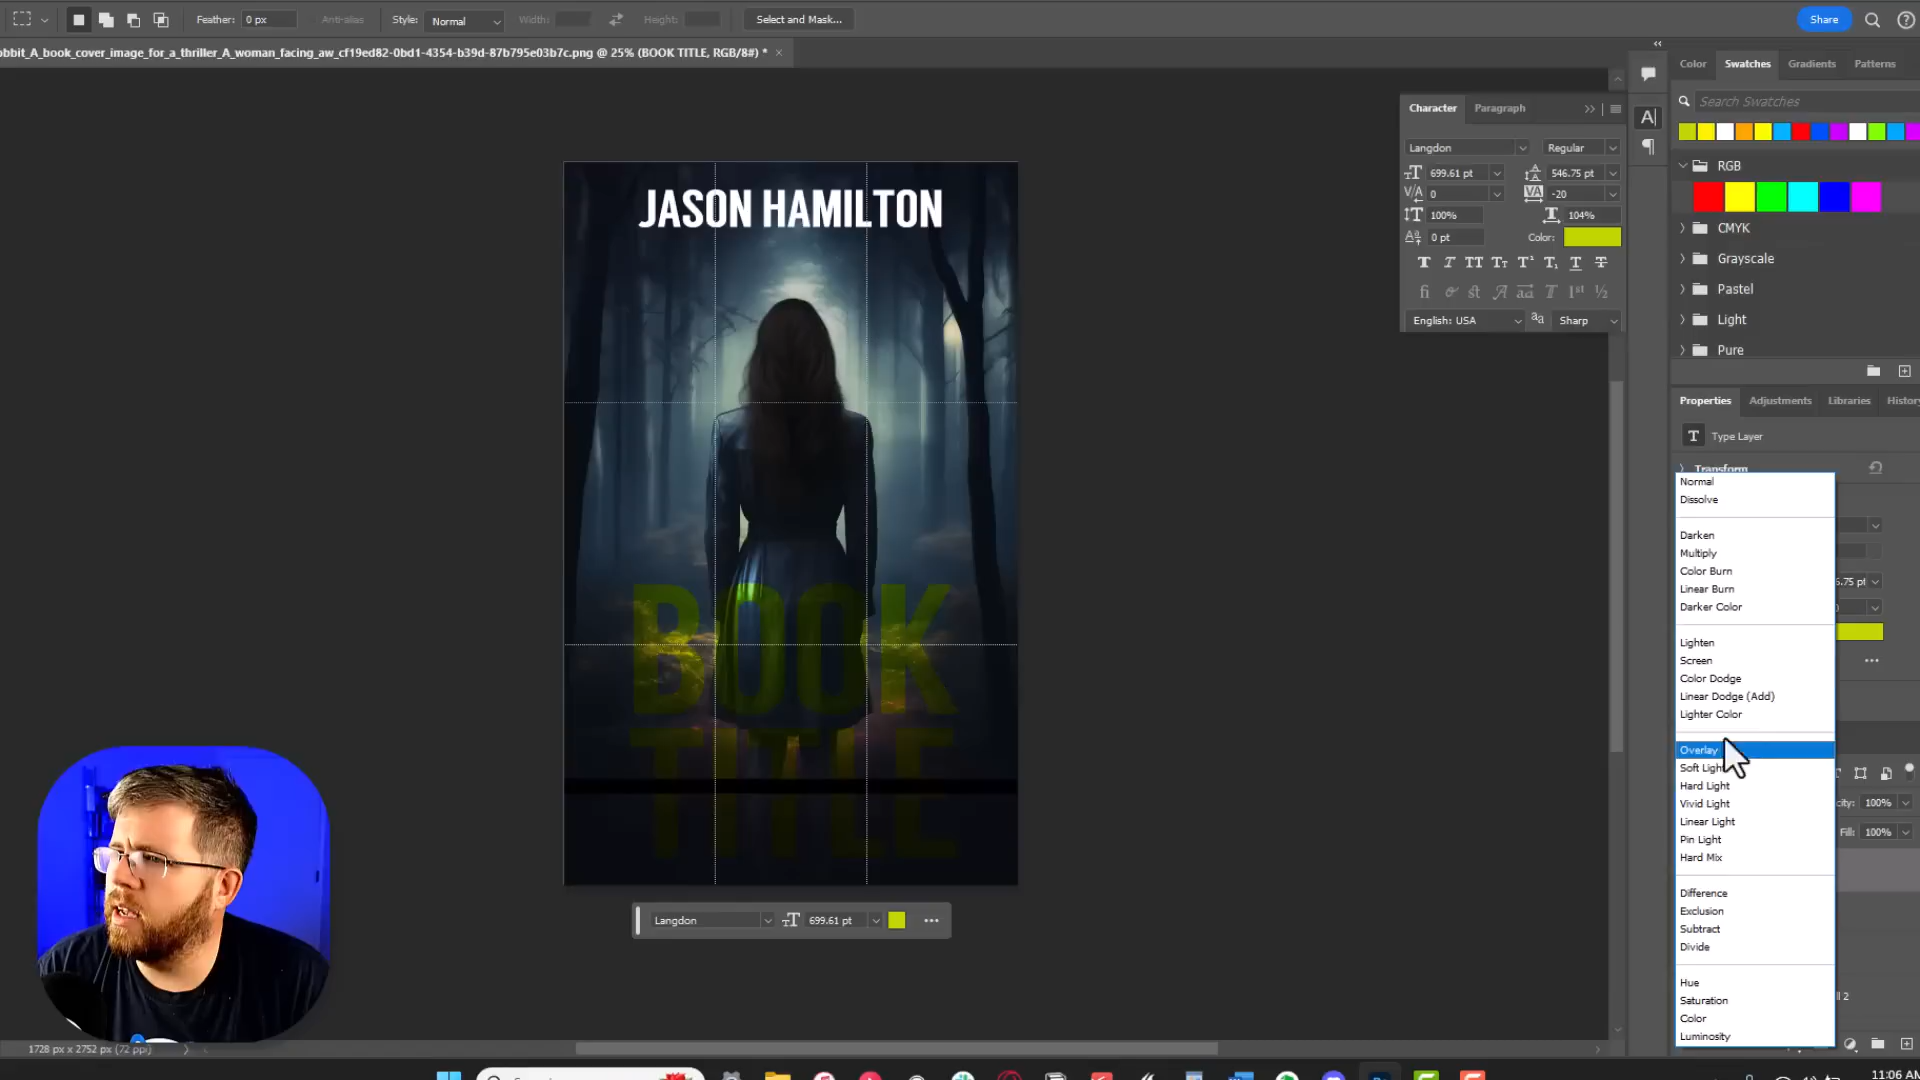 Feather: 0 px Anti-alias Style: Normal Width: Height: Select and Mask... Share
obbit_A_book_cover_image_for_a_thriller_A_woman_facing_aw_cf19ed82-0bd1-4354-b39d-87b795e03b7c.png @ 25% (BOOK TITLE, RGB/8#) *
Color Swatches Gradients Patterns
Search Swatches
RGB
CMYK
Grayscale
Pastel
Light
Pure
Character Paragraph
Langdon Regular
699.61 pt 546.75 pt
0 -20
100% 104%
0 pt Color:
English: USA Sharp
JASON HAMILTON
BOOK
TITLE
Langdon 699.61 pt
Properties Adjustments Libraries History
Type Layer
Transform
Normal
Dissolve
Darken
Multiply
Color Burn
Linear Burn
Darker Color
Lighten
Screen
Color Dodge
Linear Dodge (Add)
Lighter Color
Overlay
Soft Light
Hard Light
Vivid Light
Linear Light
Pin Light
Hard Mix
Difference
Exclusion
Subtract
Divide
Hue
Saturation
Color
Luminosity
100%
Fill: 100%
1728 px x 2752 px (72 ppi)
11:06 AM